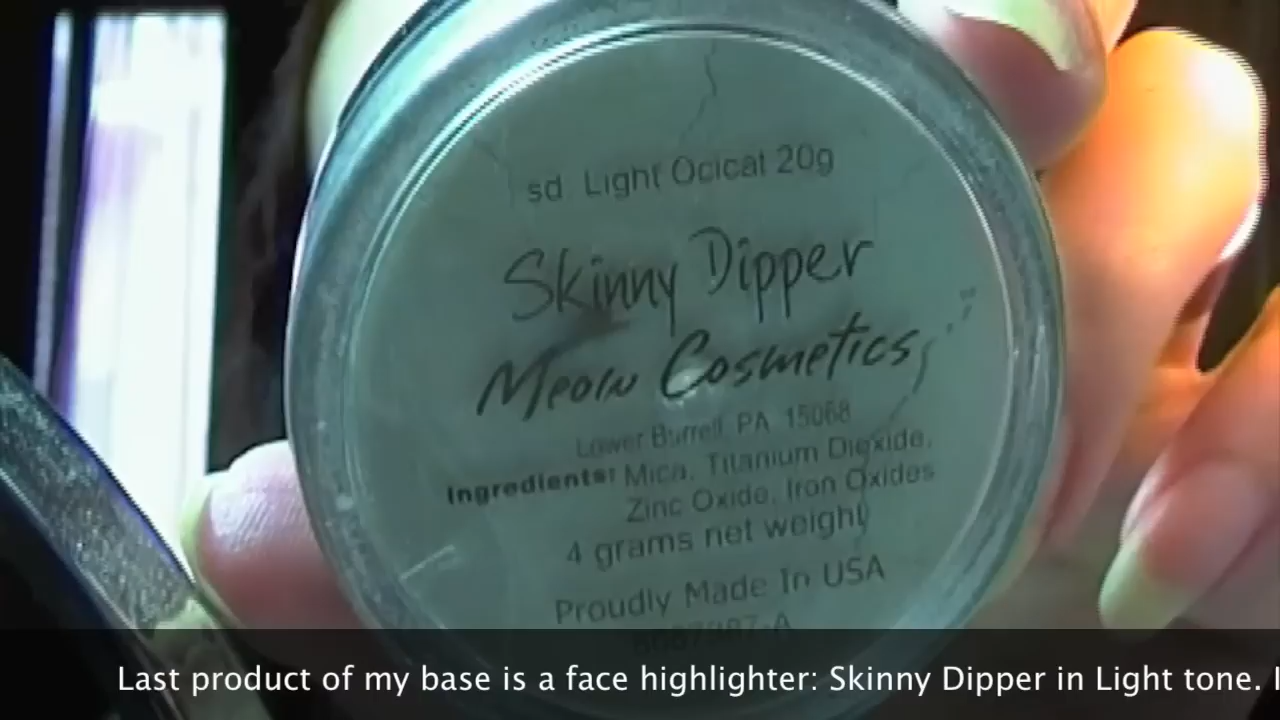 sd Light Ocicat 20g
Skinny Dipper
Meow Cosmetics
Lower Burrell, PA 15068
Ingredients: Mica, Titanium Dioxide,
Zinc Oxide, Iron Oxides
4 grams net weight
Proudly Made In USA
Last product of my base is a face highlighter: Skinny Dipper in Light tone. I